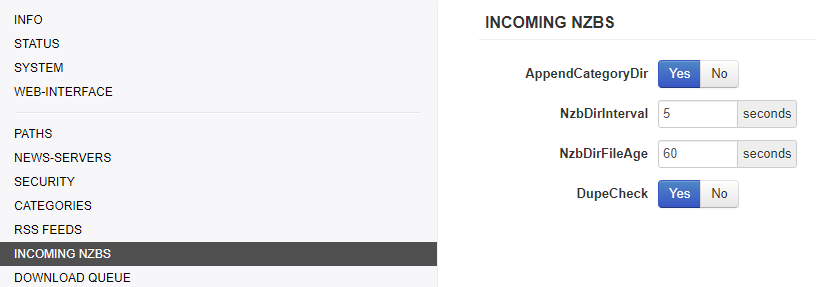 INFO
STATUS
SYSTEM
WEB-INTERFACE
PATHS
NEWS-SERVERS
SECURITY
CATEGORIES
RSS FEEDS
INCOMING NZBS
DOWNLOAD QUEUE
INCOMING NZBS
AppendCategoryDir Yes No
NzbDirInterval 5 seconds
NzbDirFileAge 60 seconds
DupeCheck Yes No